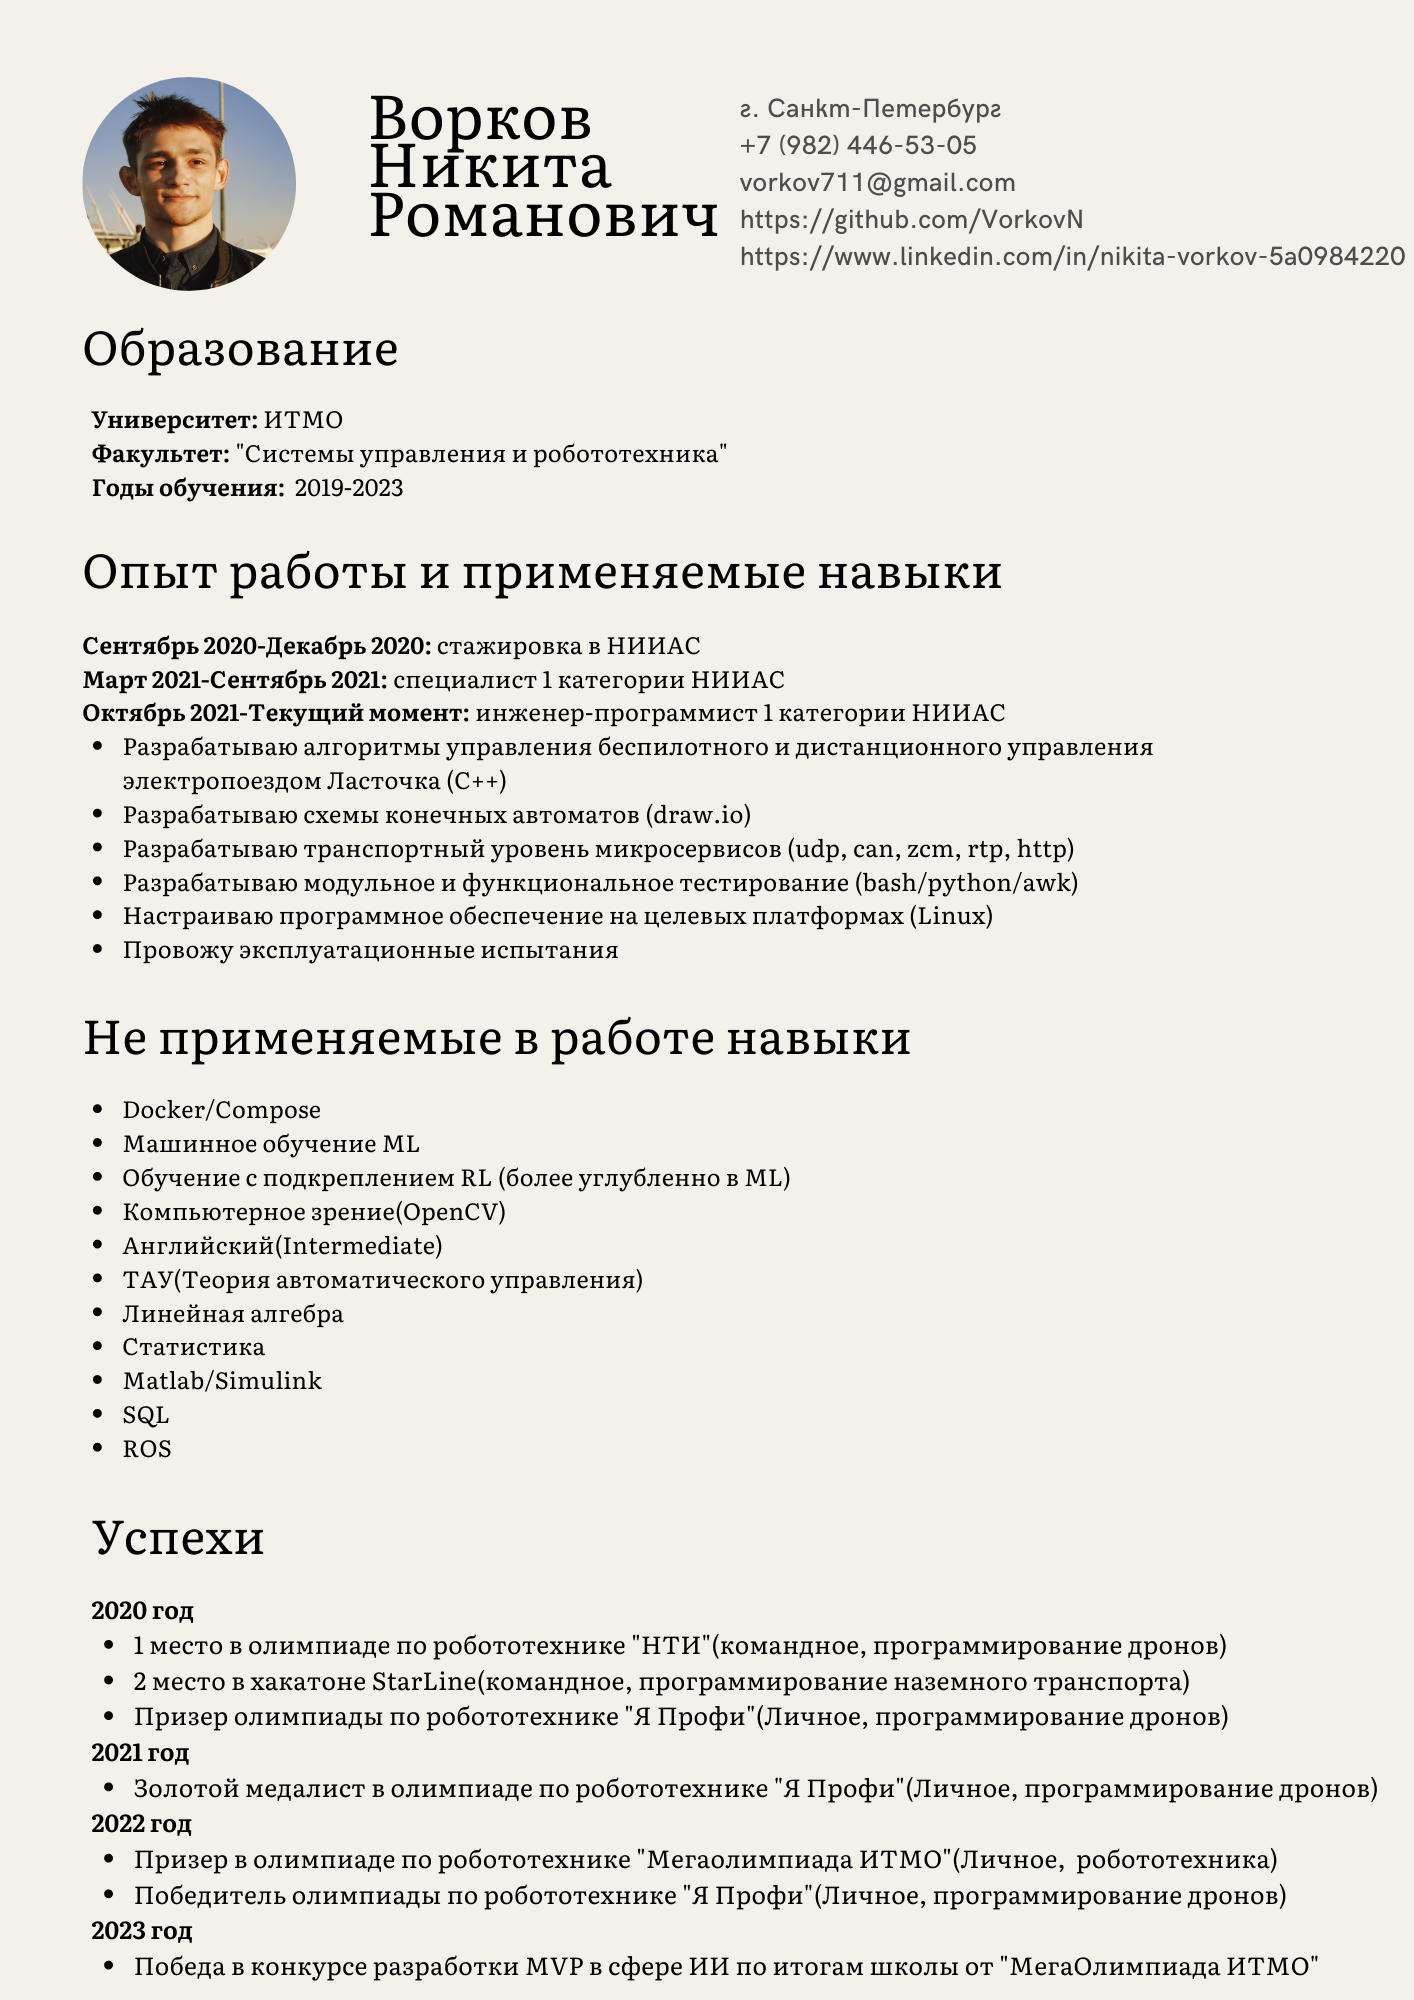 Ворков
Никита
Романович
г. Санкт-Петербург
+7 (982) 446-53-05
vorkov711@gmail.com
https://github.com/VorkovN
https://www.linkedin.com/in/nikita-vorkov-5a0984220
Образование
Университет: ИТМО
Факультет: "Системы управления и робототехника"
Годы обучения: 2019-2023
Опыт работы и применяемые навыки
Сентябрь 2020-Декабрь 2020: стажировка в НИИАС
Март 2021-Сентябрь 2021: специалист 1 категории НИИАС
Октябрь 2021-Текущий момент: инженер-программист 1 категории НИИАС
• Разрабатываю алгоритмы управления беспилотного и дистанционного управления
электропоездом Ласточка (C++)
• Разрабатываю схемы конечных автоматов (draw.io)
• Разрабатываю транспортный уровень микросервисов (udp, can, zcm, rtp, http)
• Разрабатываю модульное и функциональное тестирование (bash/python/awk)
• Настраиваю программное обеспечение на целевых платформах (Linux)
• Провожу эксплуатационные испытания
Не применяемые в работе навыки
• Docker/Compose
• Машинное обучение ML
• Обучение с подкреплением RL (более углубленно в ML)
• Компьютерное зрение(OpenCV)
• Английский(Intermediate)
• ТАУ(Теория автоматического управления)
• Линейная алгебра
• Статистика
• Matlab/Simulink
• SQL
• ROS
Успехи
2020 год
• 1 место в олимпиаде по робототехнике "НТИ"(командное, программирование дронов)
• 2 место в хакатоне StarLine(командное, программирование наземного транспорта)
• Призер олимпиады по робототехнике "Я Профи"(Личное, программирование дронов)
2021 год
• Золотой медалист в олимпиаде по робототехнике "Я Профи"(Личное, программирование дронов)
2022 год
• Призер в олимпиаде по робототехнике "Мегаолимпиада ИТМО"(Личное, робототехника)
• Победитель олимпиады по робототехнике "Я Профи"(Личное, программирование дронов)
2023 год
• Победа в конкурсе разработки MVP в сфере ИИ по итогам школы от "МегаОлимпиада ИТМО"